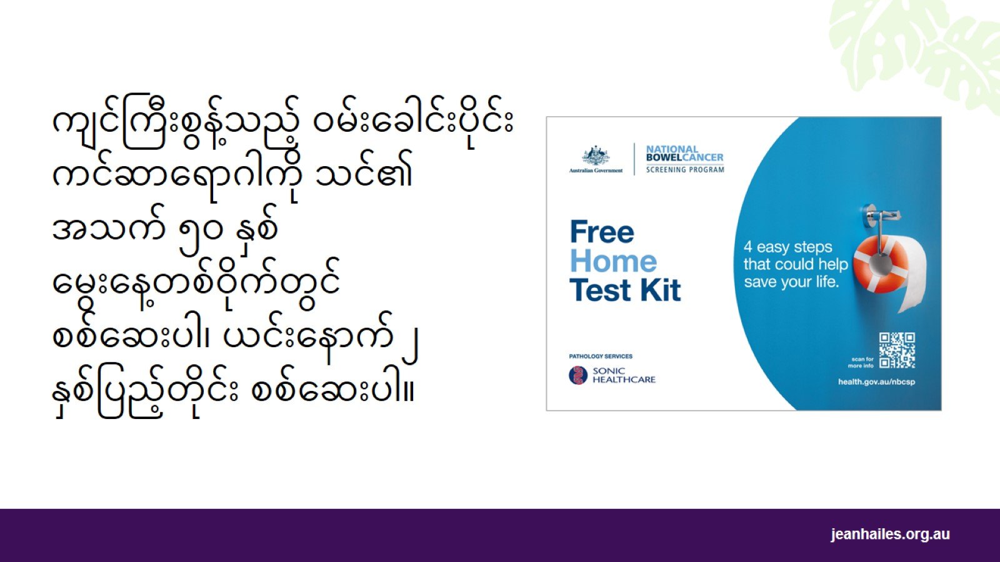 ကျင်ကြီးစွန့်သည့် ဝမ်းခေါင်းပိုင်း
ကင်ဆာရောဂါကို သင်၏
အသက် ၅၀ နှစ်
မွေးနေ့တစ်ဝိုက်တွင်
စစ်ဆေးပါ၊ ယင်းနောက် ၂
နှစ်ပြည့်တိုင်း စစ်ဆေးပါ။
Australian Government
NATIONAL
BOWELCANCER
SCREENING PROGRAM
Free
Home
Test Kit
4 easy steps
that could help
save your life.
PATHOLOGY SERVICES
SONIC
HEALTHCARE
scan for
more info
health.gov.au/nbcsp
jeanhailes.org.au